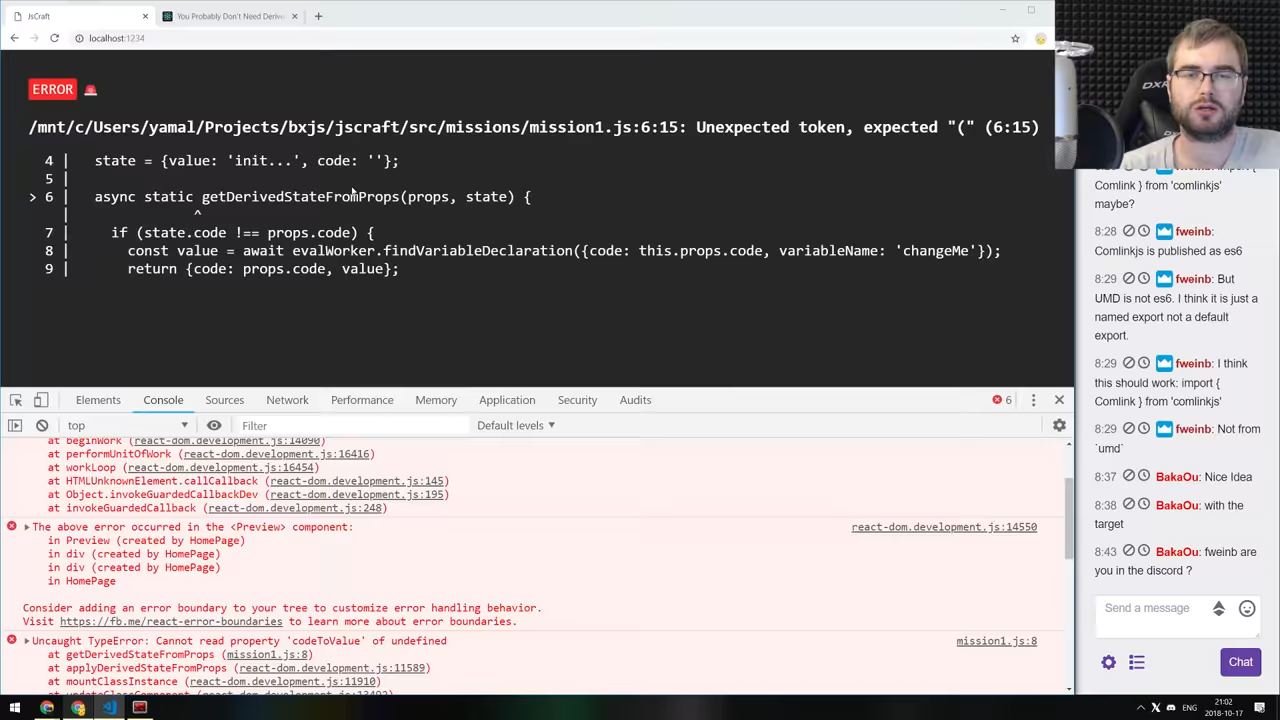 JsCraft
You Probably Don't Need Derive
localhost:1234
ERROR
/mnt/c/Users/yamal/Projects/bxjs/jscraft/src/missions/mission1.js:6:15: Unexpected token, expected "(" (6:15)
4 | state = {value: 'init...', code: ''};
5 |
> 6 | async static getDerivedStateFromProps(props, state) {
| ^
7 | if (state.code !== props.code) {
8 | const value = await evalWorker.findVariableDeclaration({code: this.props.code, variableName: 'changeMe'});
9 | return {code: props.code, value};
Elements Console Sources Network Performance Memory Application Security Audits 6
top Filter Default levels
at beginWork (react-dom.development.js:14090)
at performUnitOfWork (react-dom.development.js:16416)
at workLoop (react-dom.development.js:16454)
at HTMLUnknownElement.callCallback (react-dom.development.js:145)
at Object.invokeGuardedCallbackDev (react-dom.development.js:195)
at invokeGuardedCallback (react-dom.development.js:248)
The above error occurred in the <Preview> component: react-dom.development.js:14550
in Preview (created by HomePage)
in div (created by HomePage)
in div (created by HomePage)
in HomePage
Consider adding an error boundary to your tree to customize error handling behavior.
Visit https://fb.me/react-error-boundaries to learn more about error boundaries.
Uncaught TypeError: Cannot read property 'codeToValue' of undefined mission1.js:8
at getDerivedStateFromProps (mission1.js:8)
at applyDerivedStateFromProps (react-dom.development.js:11589)
at mountClassInstance (react-dom.development.js:11910)
DXR
Comlink } from 'comlinkjs'
maybe?
8:28 fweinb:
Comlinkjs is published as es6
8:29 fweinb: But
UMD is not es6. I think it is just a
named export not a default
export.
8:29 fweinb: I think
this should work: import {
Comlink } from 'comlinkjs'
8:29 fweinb: Not from
`umd`
8:37 BakaOu: Nice Idea
8:38 BakaOu: with the
target
8:43 BakaOu: fweinb are
you in the discord ?
Send a message
Chat
ENG
21:02
2018-10-17